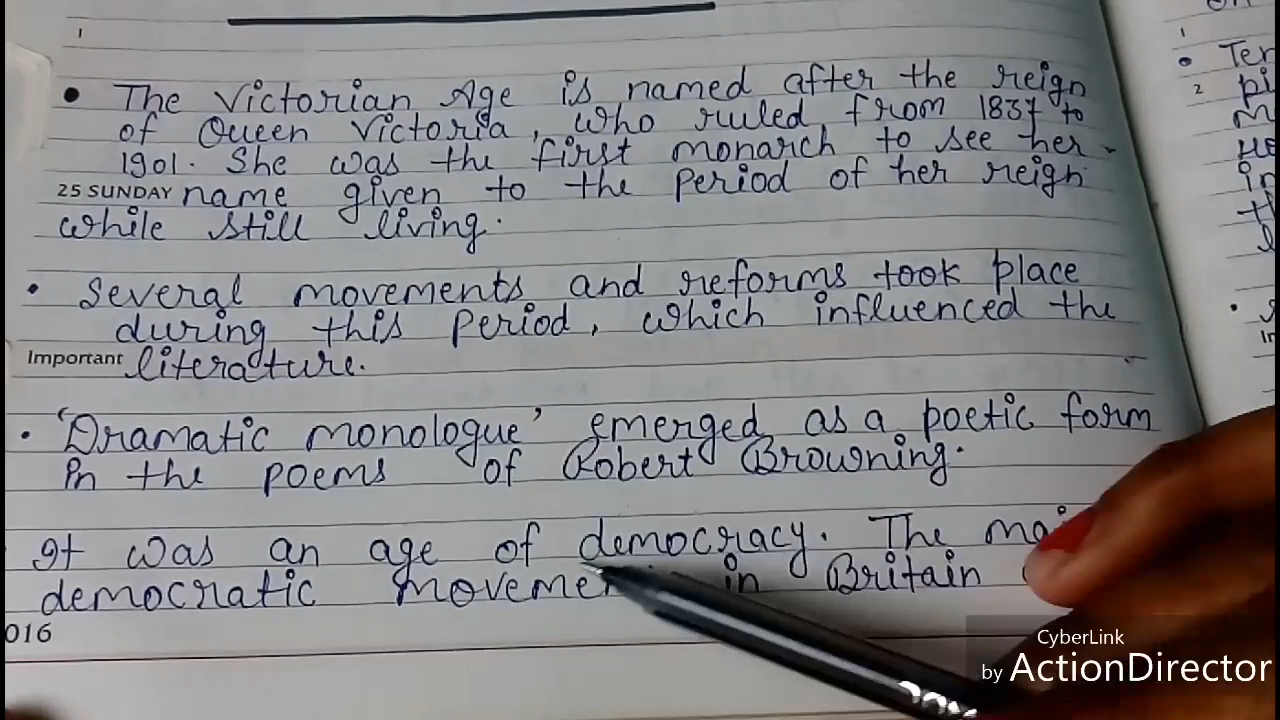 1
• The Victorian Age is named after the reign
of Queen Victoria, who ruled from 1837 to
1901. She was the first monarch to see her
25 SUNDAY name given to the period of her reign
while still living.
• Several movements and reforms took place
during this period, which influenced the
Important literature.
• 'Dramatic monologue' emerged as a poetic form
in the poems of Robert Browning.
It was an age of democracy. The
democratic in Britain
016
1
2
CyberLink
by ActionDirector